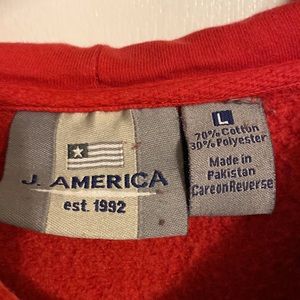 J. AMERICA
est. 1992
L
70% Cotton
30% Polyester
Made in
Pakistan
CareonReverse